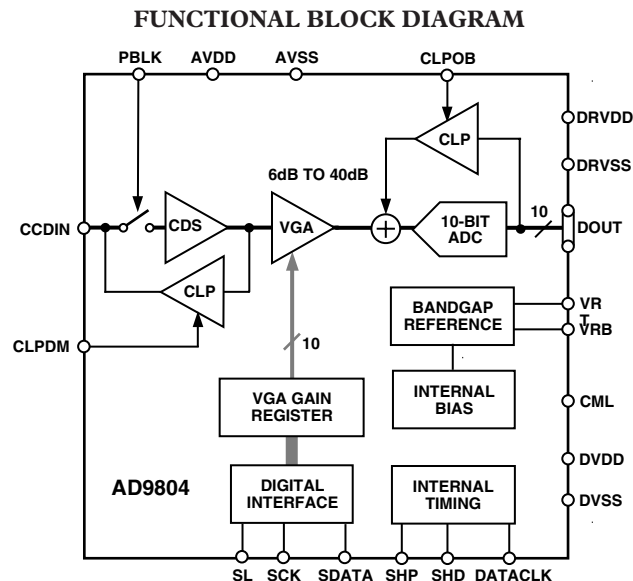 FUNCTIONAL BLOCK DIAGRAM
PBLK
AVDD
AVSS
CLPOB
DRVDD
CLP
DRVSS
6dB TO 40dB
CCDIN
CDS
VGA
10-BIT
ADC
10
DOUT
CLP
BANDGAP
REFERENCE
VR
T
VRB
CLPDM
10
INTERNAL
BIAS
CML
VGA GAIN
REGISTER
DVDD
AD9804
DIGITAL
INTERFACE
INTERNAL
TIMING
DVSS
SL
SCK
SDATA
SHP
SHD
DATACLK